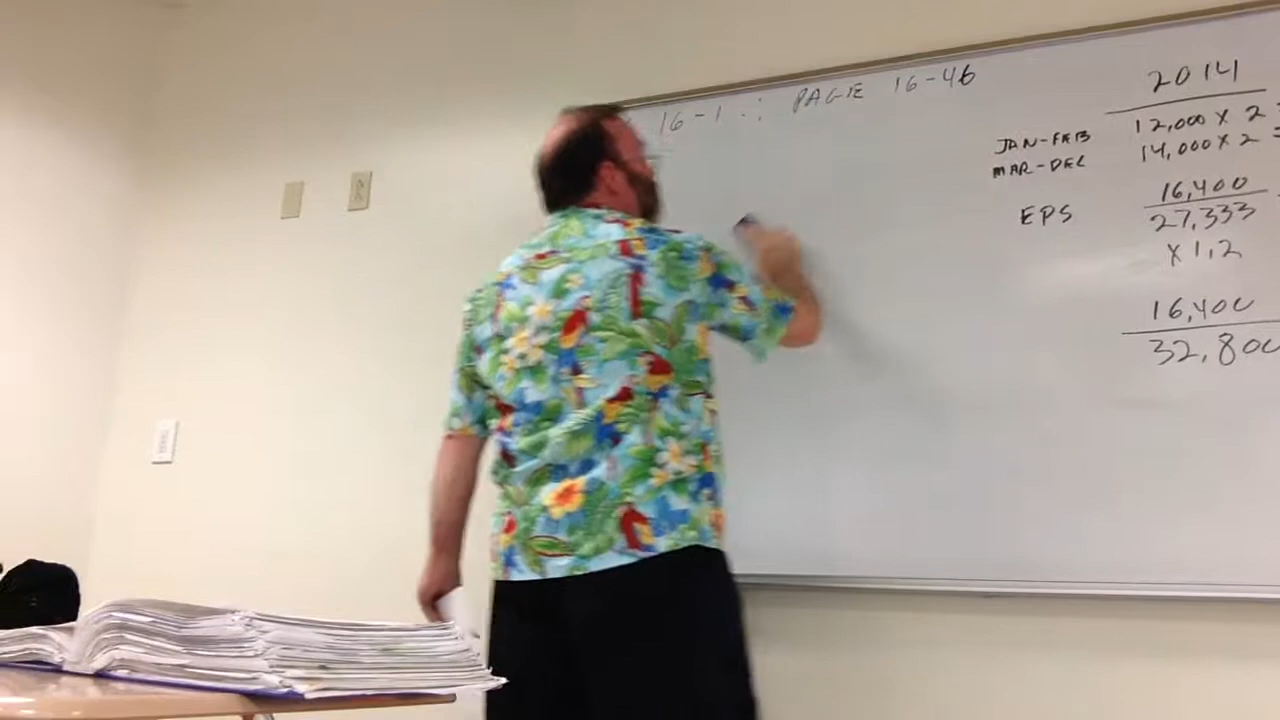 16-1 : PAGE 16-46
2014
JAN-FEB 12,000 x 2 =
MAR-DEC 14,000 x 2 =
16,400
EPS 27,333
x 1.2
16,400
32,800